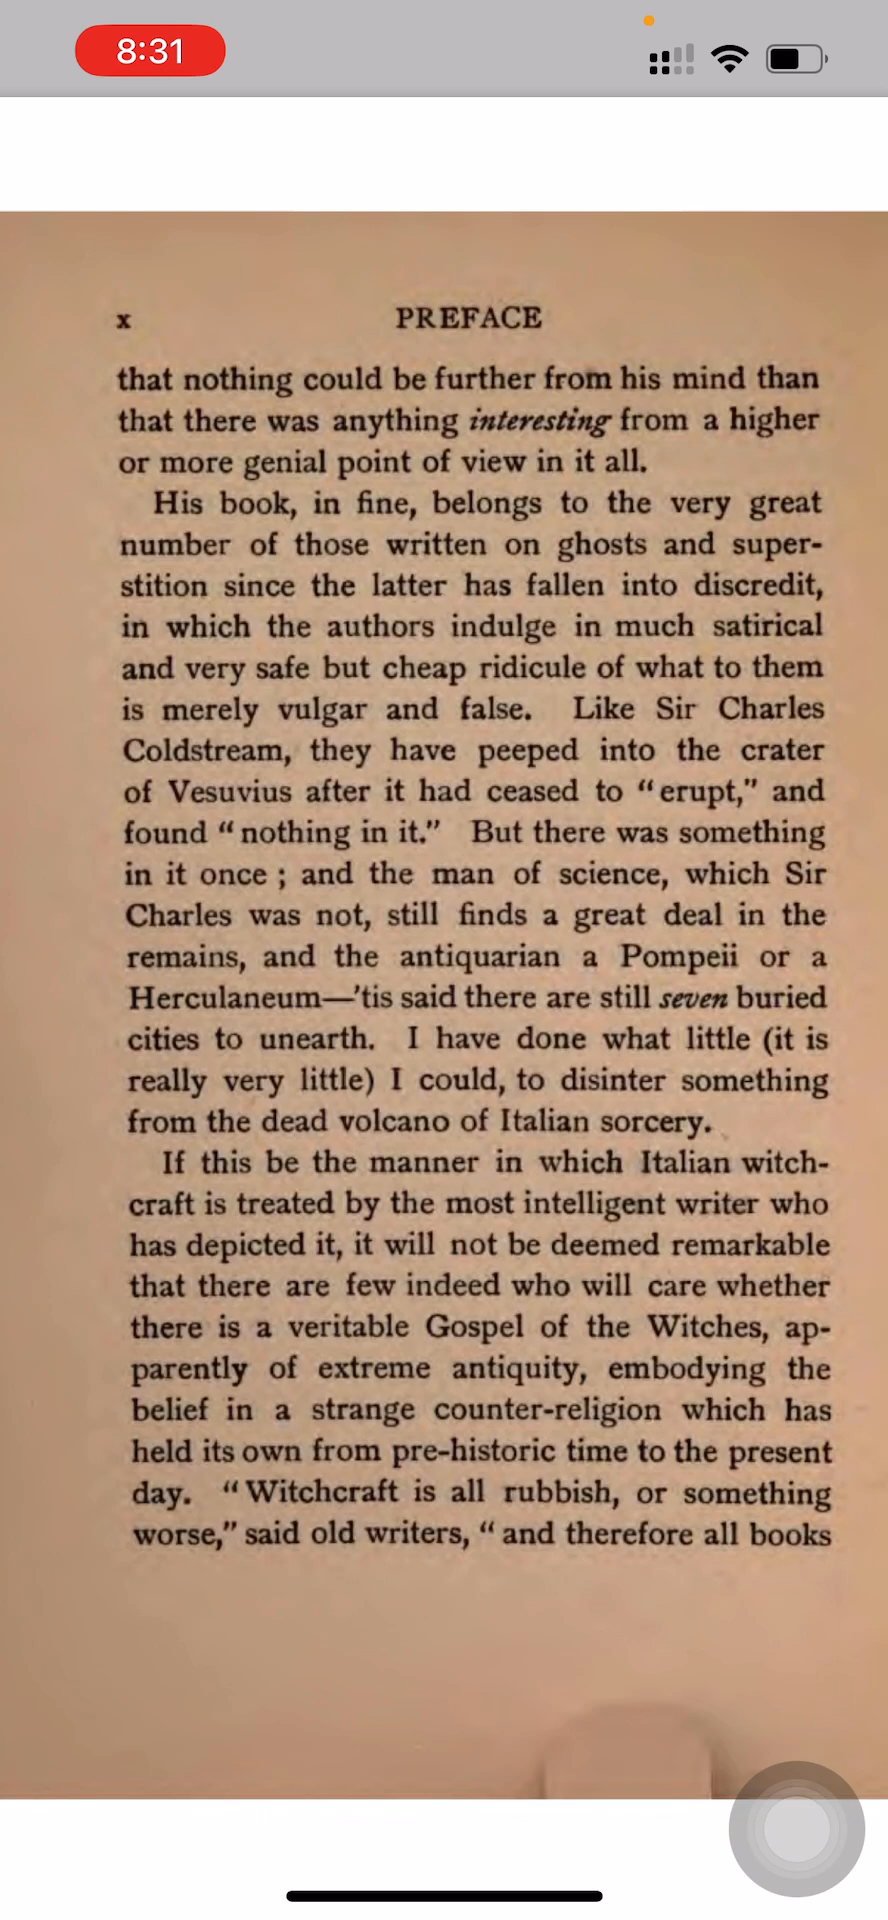 8:31
x PREFACE
that nothing could be further from his mind than
that there was anything interesting from a higher
or more genial point of view in it all.
His book, in fine, belongs to the very great
number of those written on ghosts and super-
stition since the latter has fallen into discredit,
in which the authors indulge in much satirical
and very safe but cheap ridicule of what to them
is merely vulgar and false. Like Sir Charles
Coldstream, they have peeped into the crater
of Vesuvius after it had ceased to “erupt,” and
found “nothing in it.” But there was something
in it once ; and the man of science, which Sir
Charles was not, still finds a great deal in the
remains, and the antiquarian a Pompeii or a
Herculaneum—’tis said there are still seven buried
cities to unearth. I have done what little (it is
really very little) I could, to disinter something
from the dead volcano of Italian sorcery.
If this be the manner in which Italian witch-
craft is treated by the most intelligent writer who
has depicted it, it will not be deemed remarkable
that there are few indeed who will care whether
there is a veritable Gospel of the Witches, ap-
parently of extreme antiquity, embodying the
belief in a strange counter-religion which has
held its own from pre-historic time to the present
day. “Witchcraft is all rubbish, or something
worse,” said old writers, “and therefore all books